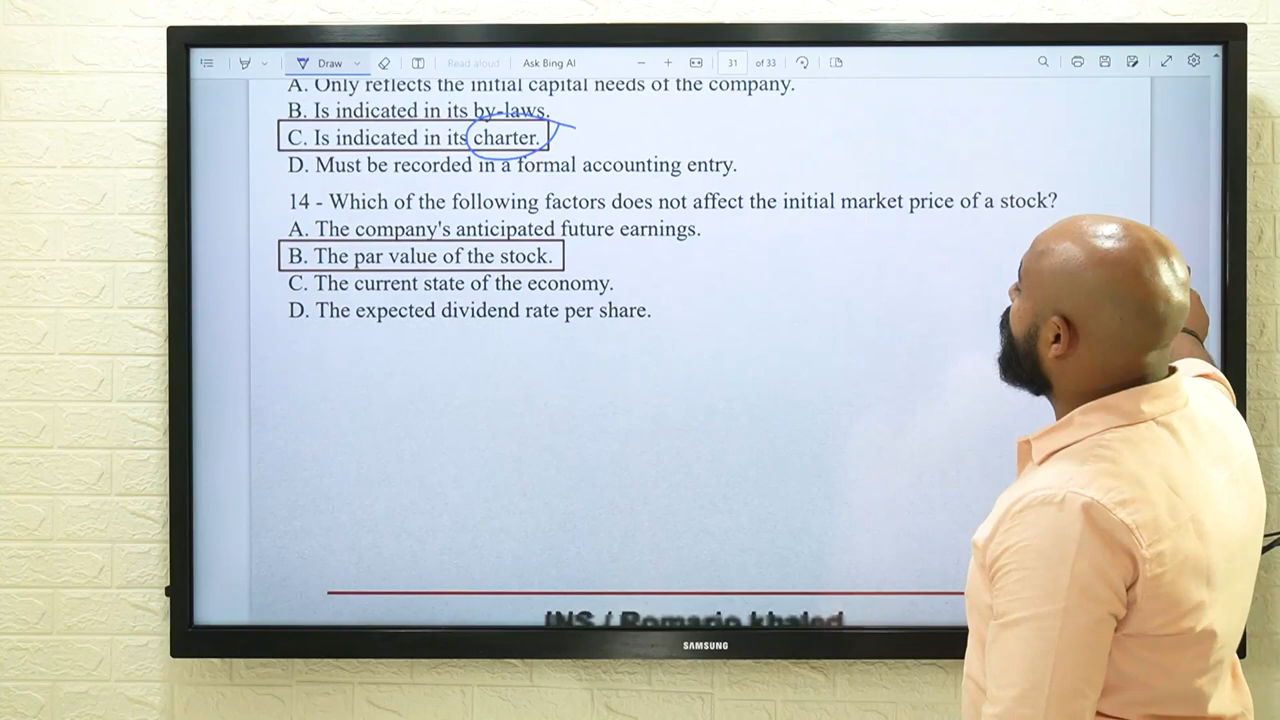 Draw
Read aloud
Ask Bing AI
31
of 33
A. Only reflects the initial capital needs of the company.
B. Is indicated in its by-laws.
C. Is indicated in its charter.
D. Must be recorded in a formal accounting entry.
14 - Which of the following factors does not affect the initial market price of a stock?
A. The company's anticipated future earnings.
B. The par value of the stock.
C. The current state of the economy.
D. The expected dividend rate per share.
INS / Romario khaled
SAMSUNG